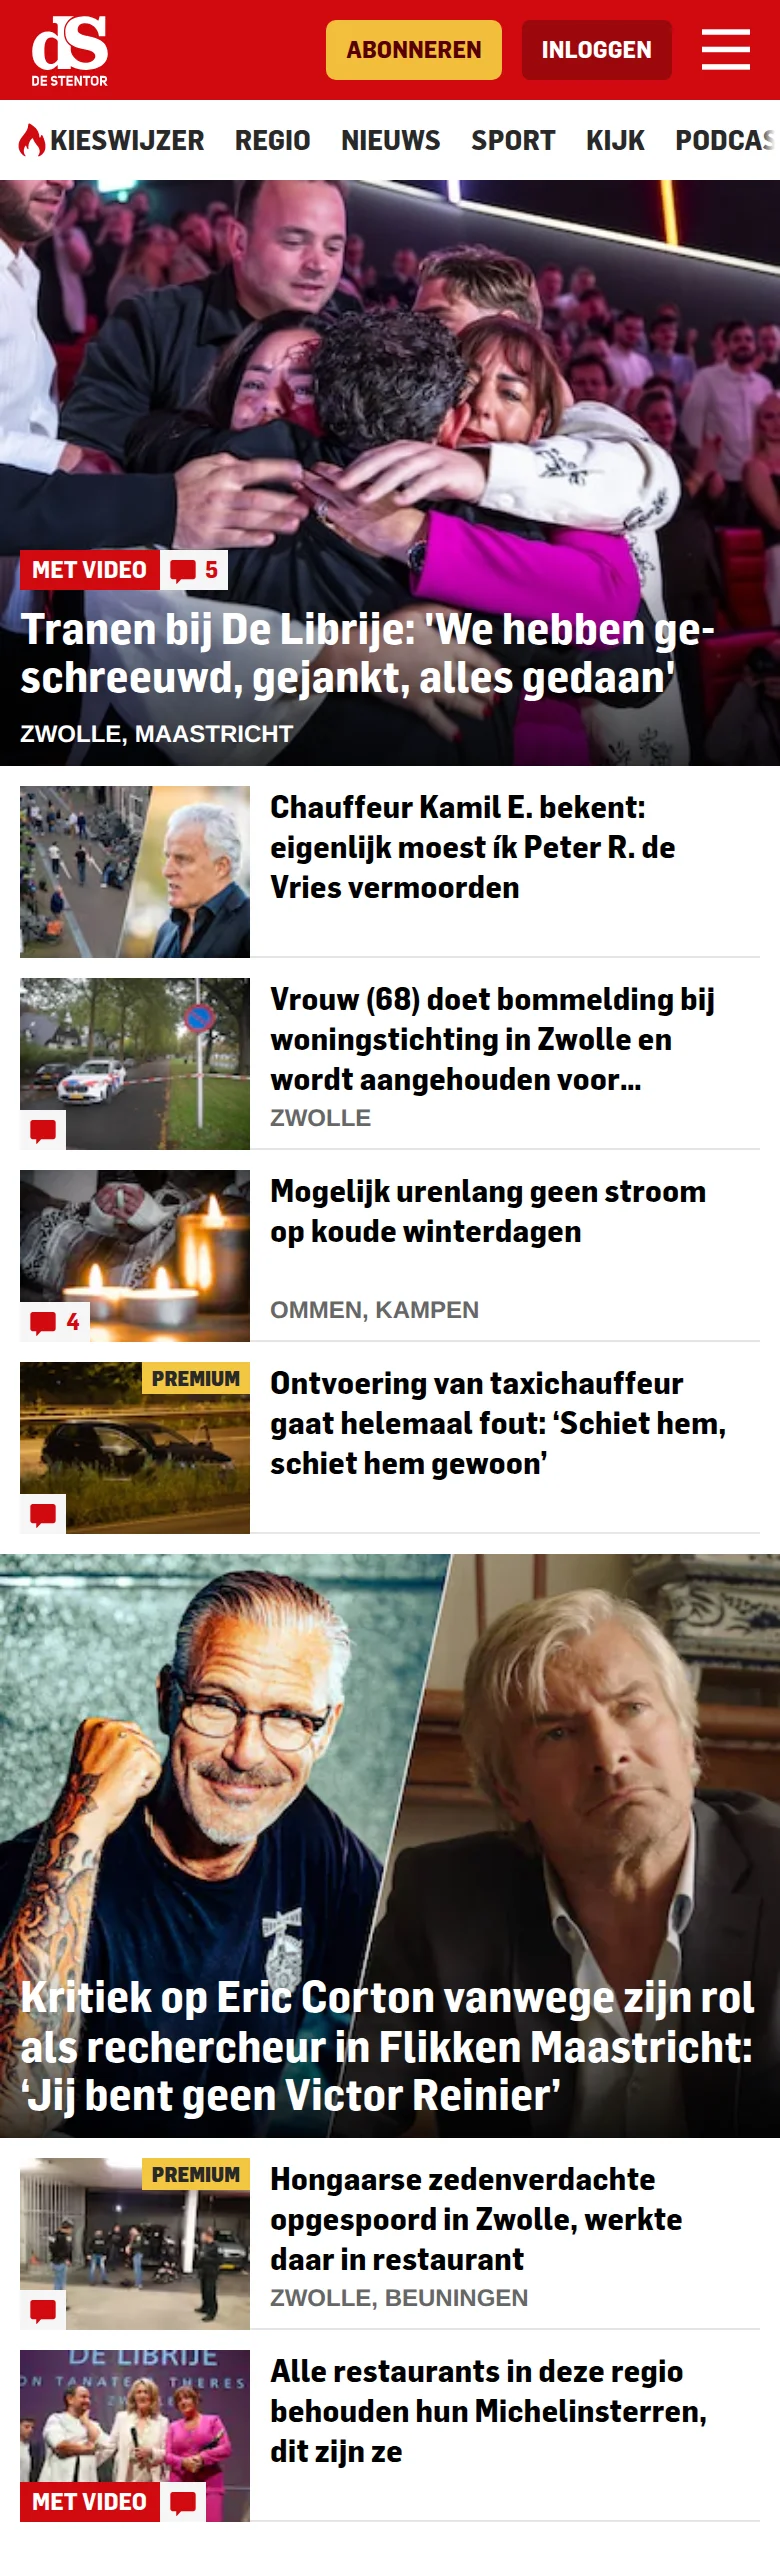 dS
DE STENTOR
ABONNEREN
INLOGGEN
KIESWIJZER REGIO NIEUWS SPORT KIJK PODCAS
MET VIDEO 5
Tranen bij De Librije: 'We hebben ge-
schreeuwd, gejankt, alles gedaan'
ZWOLLE, MAASTRICHT
Chauffeur Kamil E. bekent:
eigenlijk moest ík Peter R. de
Vries vermoorden
Vrouw (68) doet bommelding bij
woningstichting in Zwolle en
wordt aangehouden voor...
ZWOLLE
Mogelijk urenlang geen stroom
op koude winterdagen
4
OMMEN, KAMPEN
PREMIUM
Ontvoering van taxichauffeur
gaat helemaal fout: ‘Schiet hem,
schiet hem gewoon’
Kritiek op Eric Corton vanwege zijn rol
als rechercheur in Flikken Maastricht:
‘Jij bent geen Victor Reinier’
PREMIUM
Hongaarse zedenverdachte
opgespoord in Zwolle, werkte
daar in restaurant
ZWOLLE, BEUNINGEN
DE LIBRIJE
ON TANATE THERES
MET VIDEO
Alle restaurants in deze regio
behouden hun Michelinsterren,
dit zijn ze